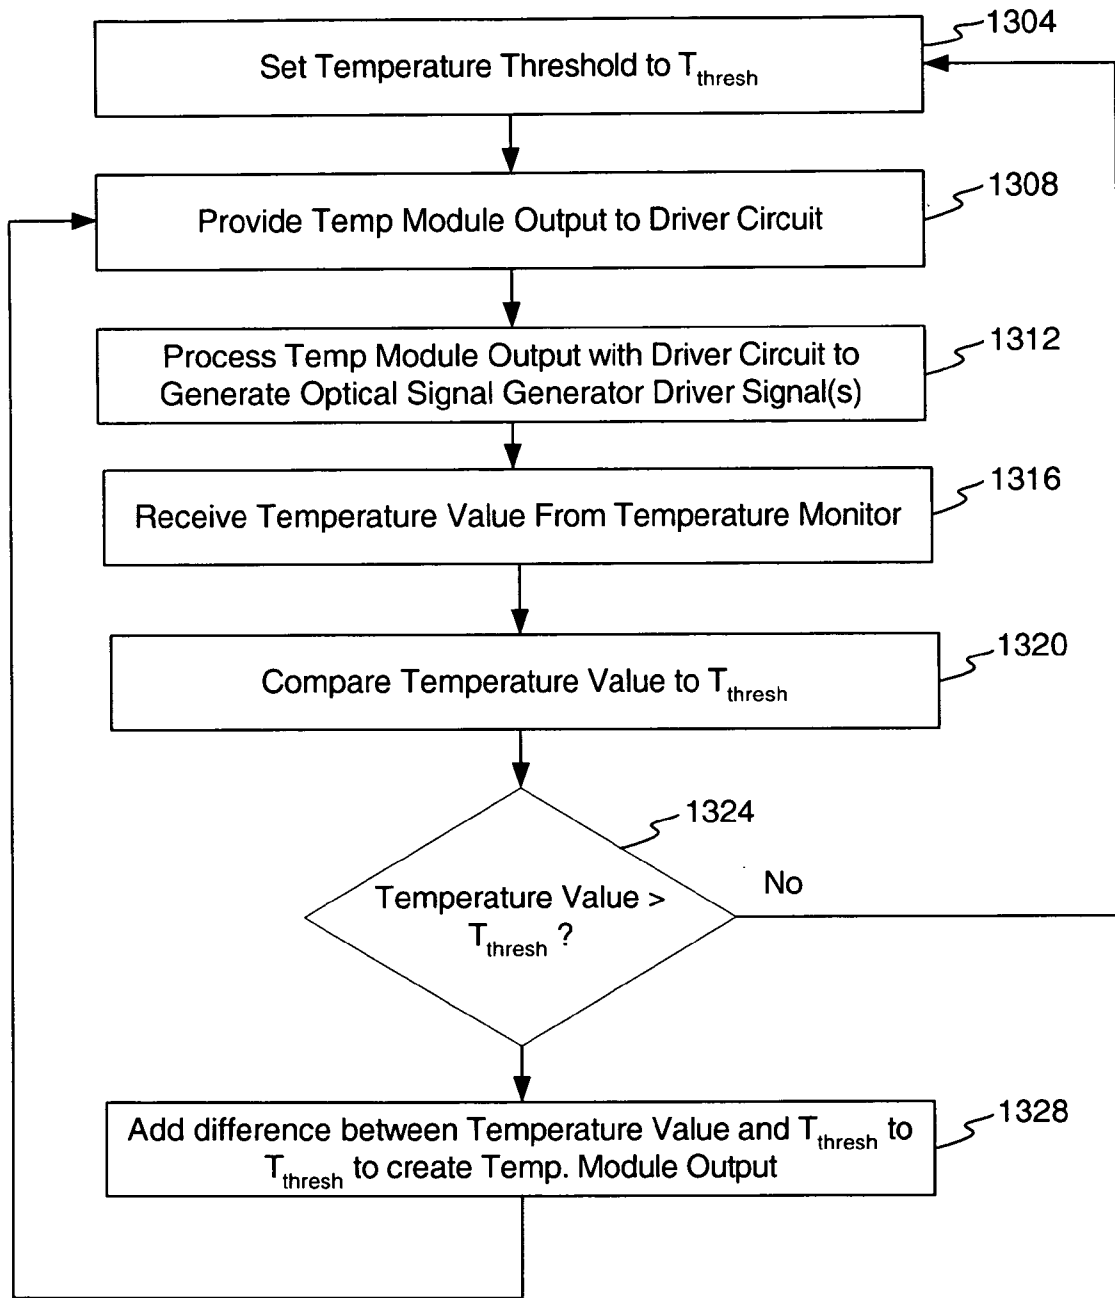 1304
Set Temperature Threshold to Tthresh
1308
Provide Temp Module Output to Driver Circuit
1312
Process Temp Module Output with Driver Circuit to
Generate Optical Signal Generator Driver Signal(s)
1316
Receive Temperature Value From Temperature Monitor
1320
Compare Temperature Value to Tthresh
1324
No
Temperature Value >
Tthresh ?
1328
Add difference between Temperature Value and Tthresh to
Tthresh to create Temp. Module Output